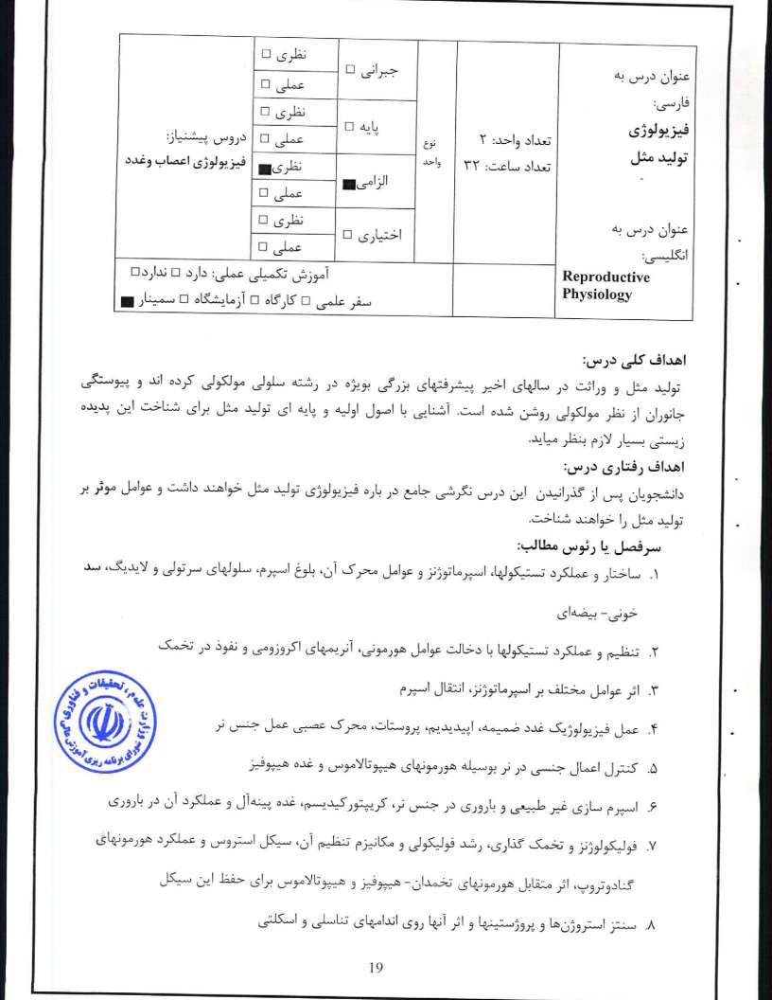 عنوان درس به
فارسی:
فیزیولوژی
تولید مثل
عنوان درس به
انگلیسی:
Reproductive
Physiology
تعداد واحد: ۲
تعداد ساعت: ۳۲
نوع
واحد
جبرانی □
نظری □
عملی □
پایه □
نظری □
عملی □
الزامی ■
نظری ■
عملی □
اختیاری □
نظری □
عملی □
دروس پیشنیاز:
فیزیولوژی اعصاب وغدد
آموزش تکمیلی عملی: دارد □ ندارد □
سفر علمی □ کارگاه □ آزمایشگاه □ سمینار ■
اهداف کلی درس:
تولید مثل و وراثت در سالهای اخیر پیشرفتهای بزرگی بویژه در رشته سلولی مولکولی کرده اند و پیوستگی
جانوران از نظر مولکولی روشن شده است. آشنایی با اصول اولیه و پایه ای تولید مثل برای شناخت این پدیده
زیستی بسیار لازم بنظر میاید.
اهداف رفتاری درس:
دانشجویان پس از گذرانیدن این درس نگرشی جامع در باره فیزیولوژی تولید مثل خواهند داشت و عوامل موثر بر
تولید مثل را خواهند شناخت.
سرفصل یا رئوس مطالب:
۱. ساختار و عملکرد تستیکولها، اسپرماتوژنز و عوامل محرک آن، بلوغ اسپرم، سلولهای سرتولی و لایدیگ، سد
خونی- بیضه‌ای
۲. تنظیم و عملکرد تستیکولها با دخالت عوامل هورمونی، آنریمهای اکروزومی و نفوذ در تخمک
۳. اثر عوامل مختلف بر اسپرماتوژنز، انتقال اسپرم
۴. عمل فیزیولوژیک غدد ضمیمه، اپیدیدیم، پروستات، محرک عصبی عمل جنس نر
۵. کنترل اعمال جنسی در نر بوسیله هورمونهای هیپوتالاموس و غده هیپوفیز
۶. اسپرم سازی غیر طبیعی و باروری در جنس نر، کریپتورکیدیسم، غده پینه‌آل و عملکرد آن در باروری
۷. فولیکولوژنز و تخمک گذاری، رشد فولیکولی و مکانیزم تنظیم آن، سیکل استروس و عملکرد هورمونهای
گنادوتروپ، اثر متقابل هورمونهای تخمدان- هیپوفیز و هیپوتالاموس برای حفظ این سیکل
۸. سنتز استروژن‌ها و پروژستینها و اثر آنها روی اندامهای تناسلی و اسکلتی
وزارت علوم، تحقیقات و فناوری
شورای برنامه ریزی آموزش عالی
19